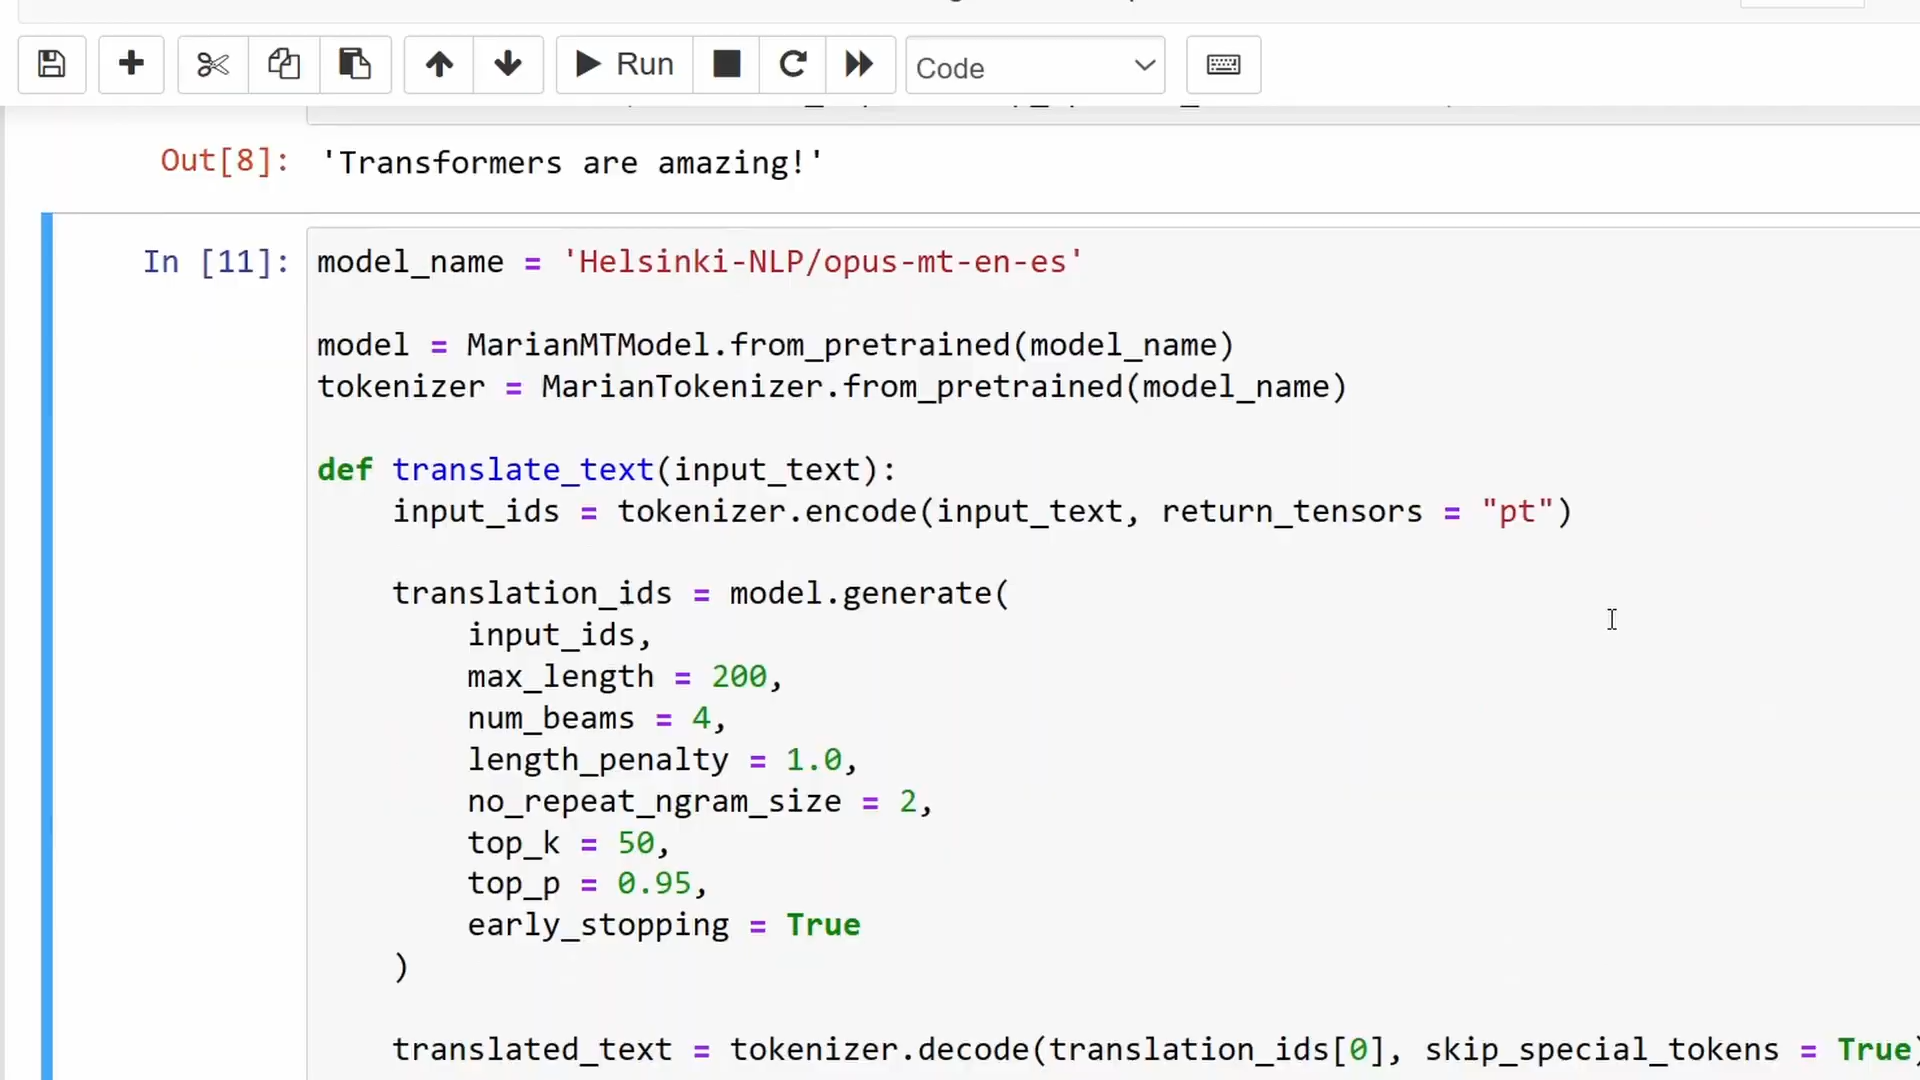 Run
Code
Out[8]: 'Transformers are amazing!'
In [11]: model_name = 'Helsinki-NLP/opus-mt-en-es'
model = MarianMTModel.from_pretrained(model_name)
tokenizer = MarianTokenizer.from_pretrained(model_name)
def translate_text(input_text):
input_ids = tokenizer.encode(input_text, return_tensors = "pt")
translation_ids = model.generate(
input_ids,
max_length = 200,
num_beams = 4,
length_penalty = 1.0,
no_repeat_ngram_size = 2,
top_k = 50,
top_p = 0.95,
early_stopping = True
)
translated_text = tokenizer.decode(translation_ids[0], skip_special_tokens = True)